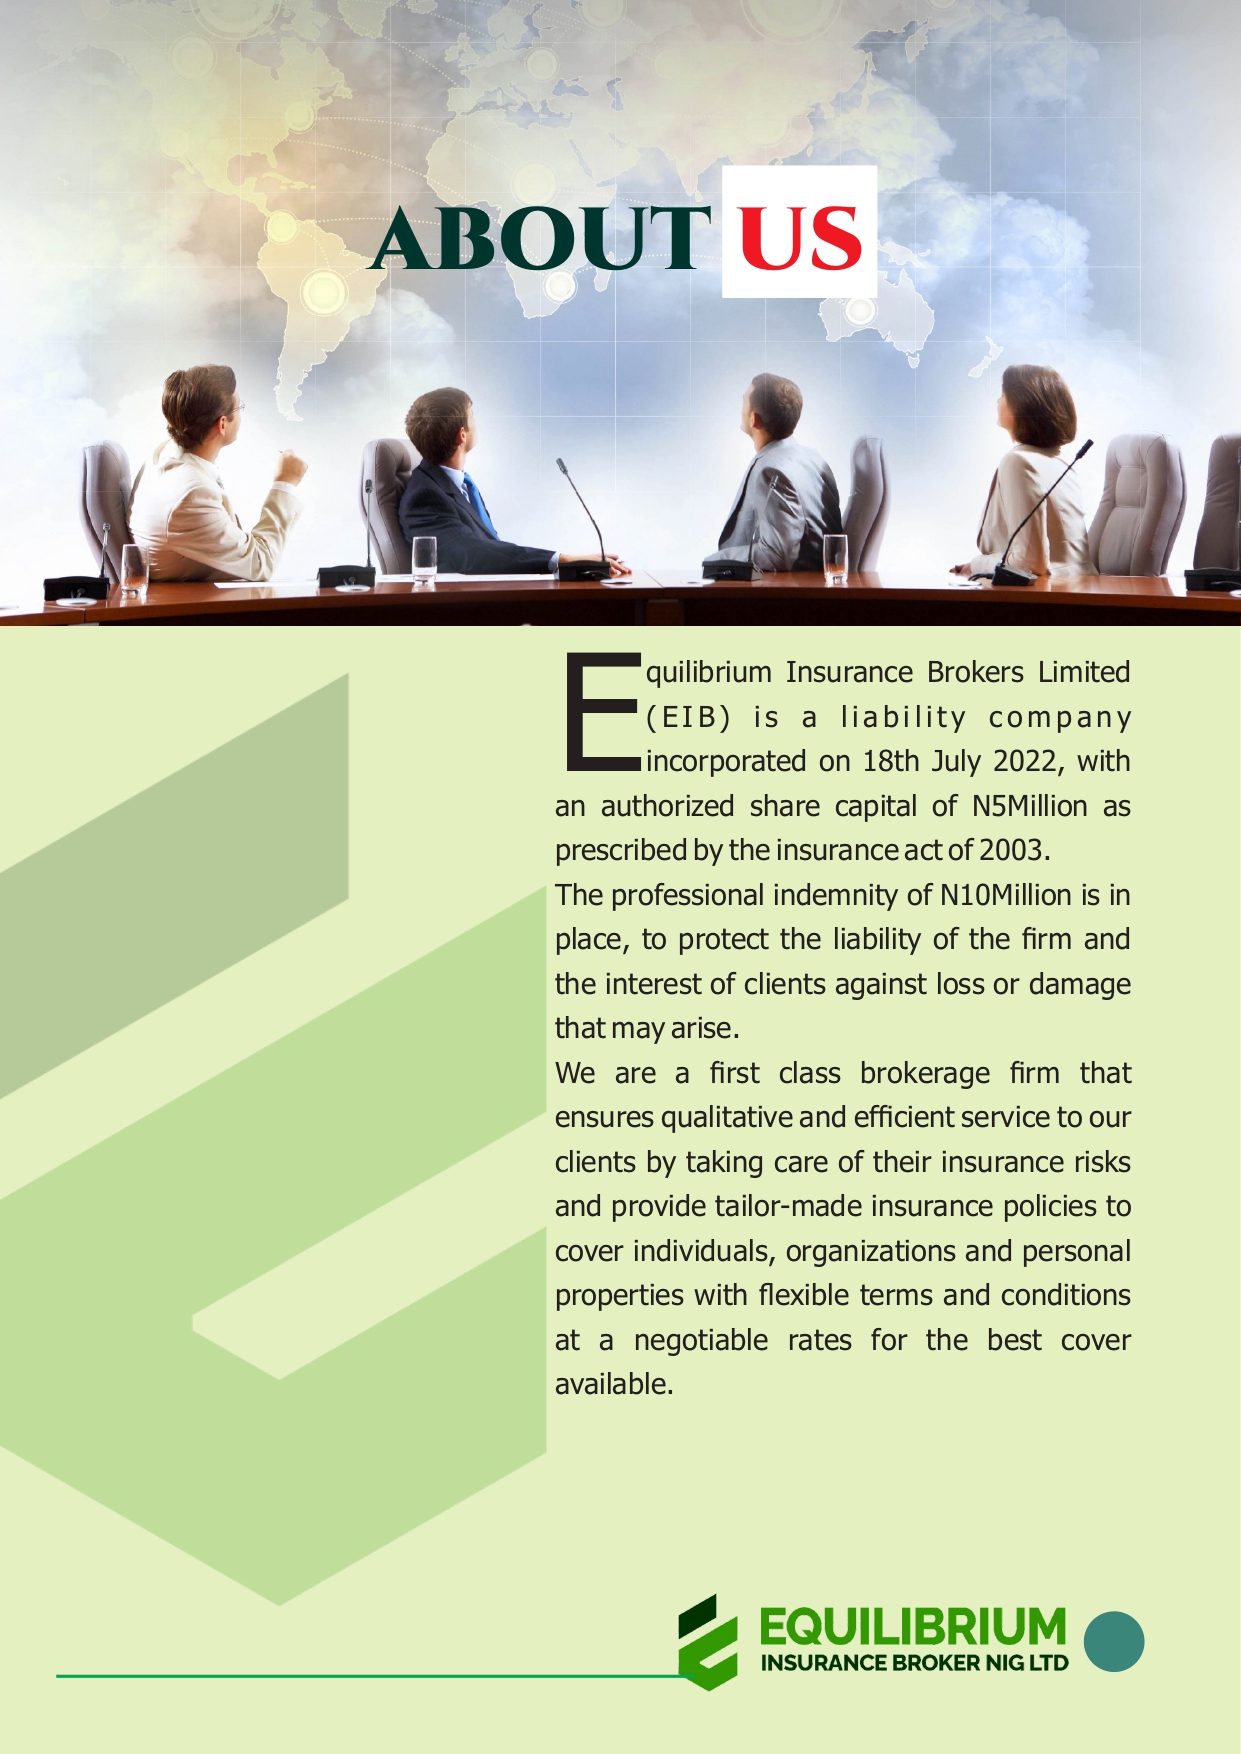 ABOUT US
Equilibrium Insurance Brokers Limited
(EIB) is a liability company
incorporated on 18th July 2022, with
an authorized share capital of N5Million as
prescribed by the insurance act of 2003.
The professional indemnity of N10Million is in
place, to protect the liability of the firm and
the interest of clients against loss or damage
that may arise.
We are a first class brokerage firm that
ensures qualitative and efficient service to our
clients by taking care of their insurance risks
and provide tailor-made insurance policies to
cover individuals, organizations and personal
properties with flexible terms and conditions
at a negotiable rates for the best cover
available.
EQUILIBRIUM
INSURANCE BROKER NIG LTD